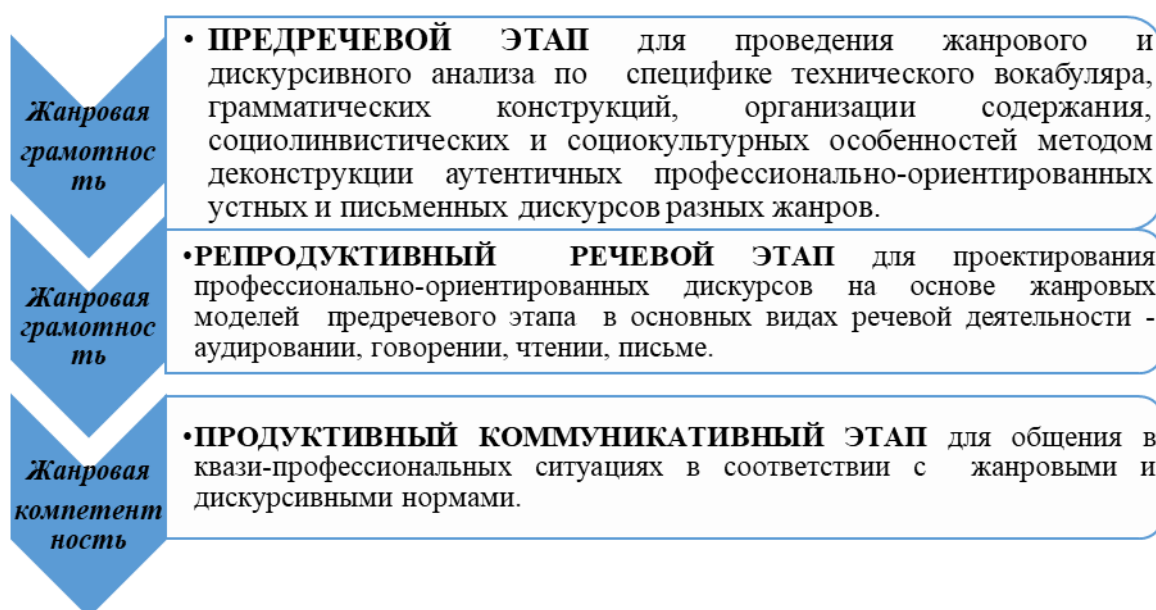 Жанровая
грамотнос
ть
• ПРЕДРЕЧЕВОЙ ЭТАП для проведения жанрового и
дискурсивного анализа по специфике технического вокабуляра,
грамматических конструкций, организации содержания,
социолинвистических и социокультурных особенностей методом
деконструкции аутентичных профессионально-ориентированных
устных и письменных дискурсов разных жанров.
Жанровая
грамотнос
ть
•РЕПРОДУКТИВНЫЙ РЕЧЕВОЙ ЭТАП для проектирования
профессионально-ориентированных дискурсов на основе жанровых
моделей предречевого этапа в основных видах речевой деятельности -
аудировании, говорении, чтении, письме.
Жанровая
компетент
ность
•ПРОДУКТИВНЫЙ КОММУНИКАТИВНЫЙ ЭТАП для общения в
квази-профессиональных ситуациях в соответствии с жанровыми и
дискурсивными нормами.